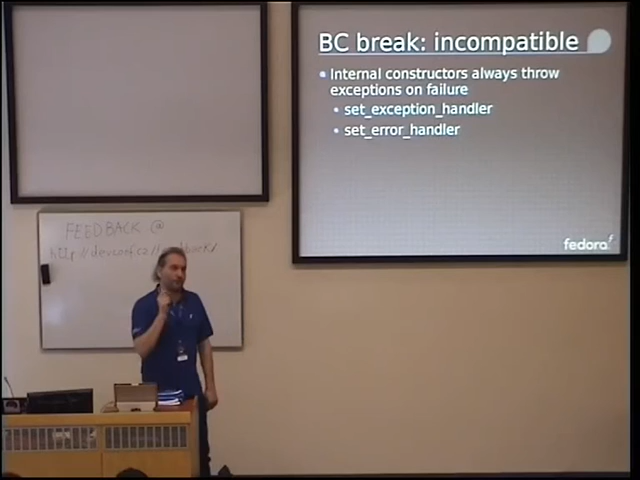 BC break: incompatible
Internal constructors always throw
exceptions on failure
set_exception_handler
set_error_handler
fedora
FEEDBACK @